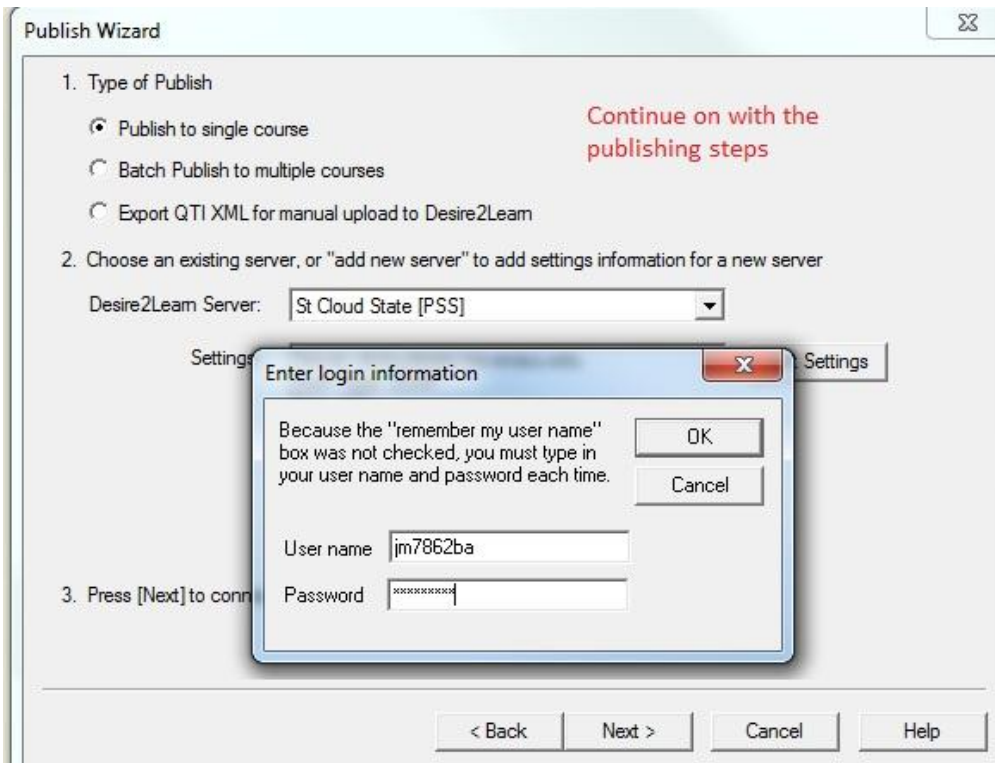 Publish Wizard
1. Type of Publish
Publish to single course
Continue on with the
publishing steps
Batch Publish to multiple courses
Export QTI XML for manual upload to Desire2Learn
2. Choose an existing server, or "add new server" to add settings information for a new server
Desire2Learn Server: St Cloud State [PSS]
Settings Settings
Enter login information
Because the "remember my user name"
box was not checked, you must type in
your user name and password each time.
OK
Cancel
User name jm7862ba
Password *********
3. Press [Next] to conn
< Back Next > Cancel Help